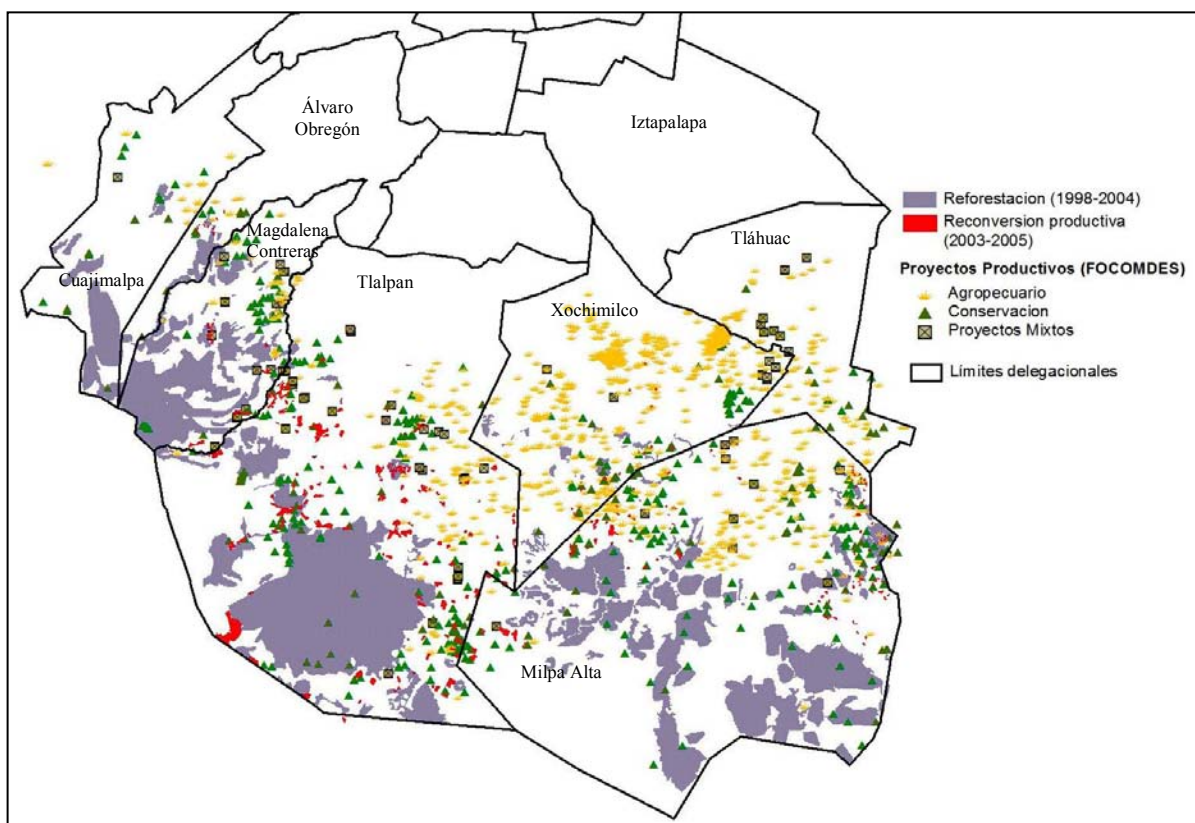 Álvaro
Obregón
Iztapalapa
Magdalena
Contreras
Cuajimalpa
Tlalpan
Tláhuac
Xochimilco
Milpa Alta
Reforestacion (1998-2004)
Reconversion productiva
(2003-2005)
Proyectos Productivos (FOCOMDES)
Agropecuario
Conservacion
Proyectos Mixtos
Límites delegacionales